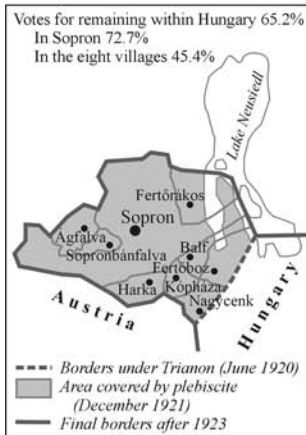 Votes for remaining within Hungary 65.2%
In Sopron 72.7%
In the eight villages 45.4%
Lake Neusiedl
Fertőrákos
Sopron
Ágfalva
Balf
Sopronbánfalva
Fertőboz
Harka
Kópháza
Nagycenk
Austria
Hungary
Borders under Trianon (June 1920)
Area covered by plebiscite
(December 1921)
Final borders after 1923